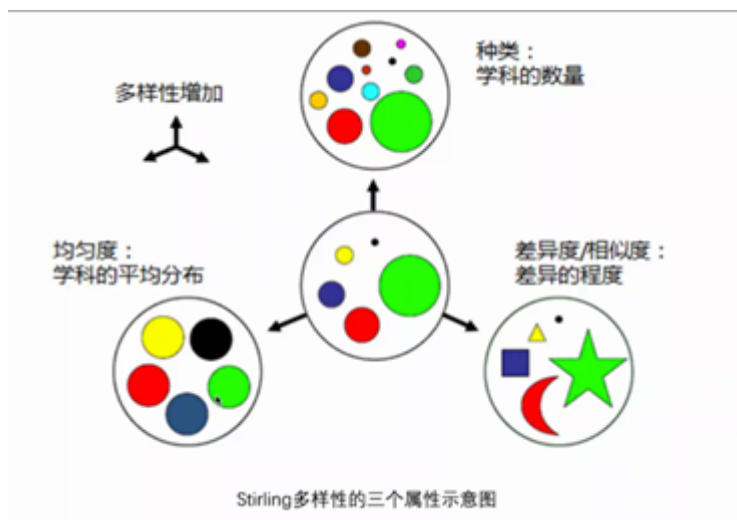 种类：
学科的数量
多样性增加
均匀度：
学科的平均分布
差异度/相似度：
差异的程度
Stirling多样性的三个属性示意图